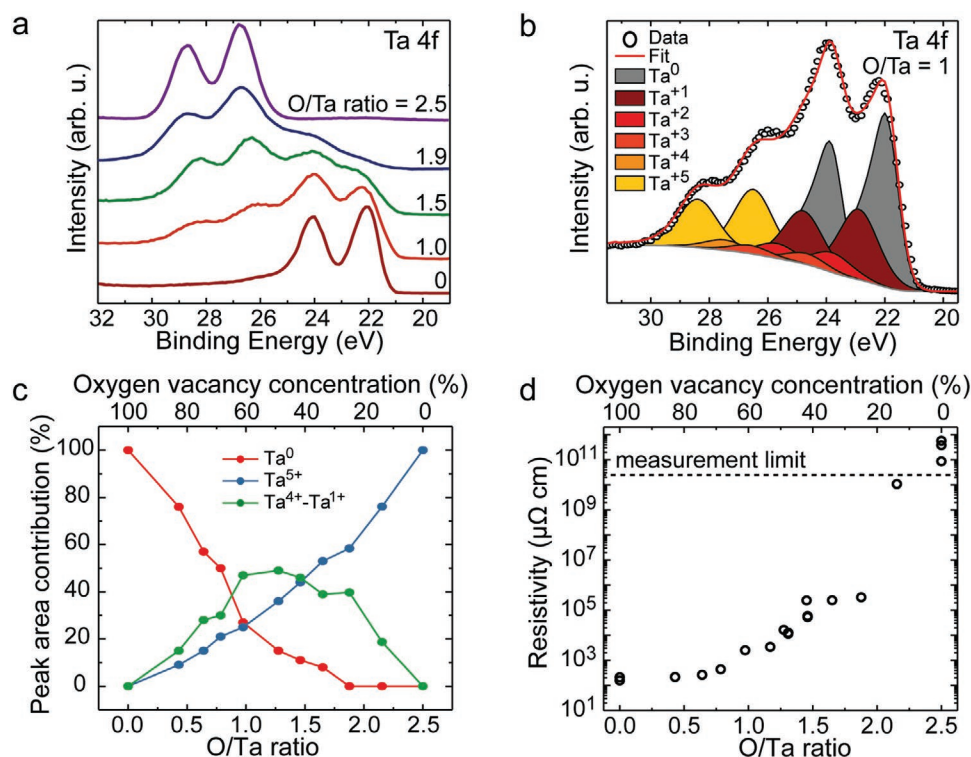 a
Ta 4f
O/Ta ratio = 2.5
1.9
1.5
1.0
0
Intensity (arb. u.)
32 30 28 26 24 22 20
Binding Energy (eV)
b
Data
Fit
Ta⁰
Ta⁺¹
Ta⁺²
Ta⁺³
Ta⁺⁴
Ta⁺⁵
Ta 4f
O/Ta = 1
Intensity (arb. u.)
30 28 26 24 22 20
Binding Energy (eV)
c
Oxygen vacancy concentration (%)
100 80 60 40 20 0
Peak area contribution (%)
100
80
60
40
20
0
Ta⁰
Ta⁵⁺
Ta⁴⁺-Ta¹⁺
0.0 0.5 1.0 1.5 2.0 2.5
O/Ta ratio
d
Oxygen vacancy concentration (%)
100 80 60 40 20 0
Resistivity (μΩ cm)
10¹¹
10⁹
10⁵
10³
10¹
measurement limit
0.0 0.5 1.0 1.5 2.0 2.5
O/Ta ratio